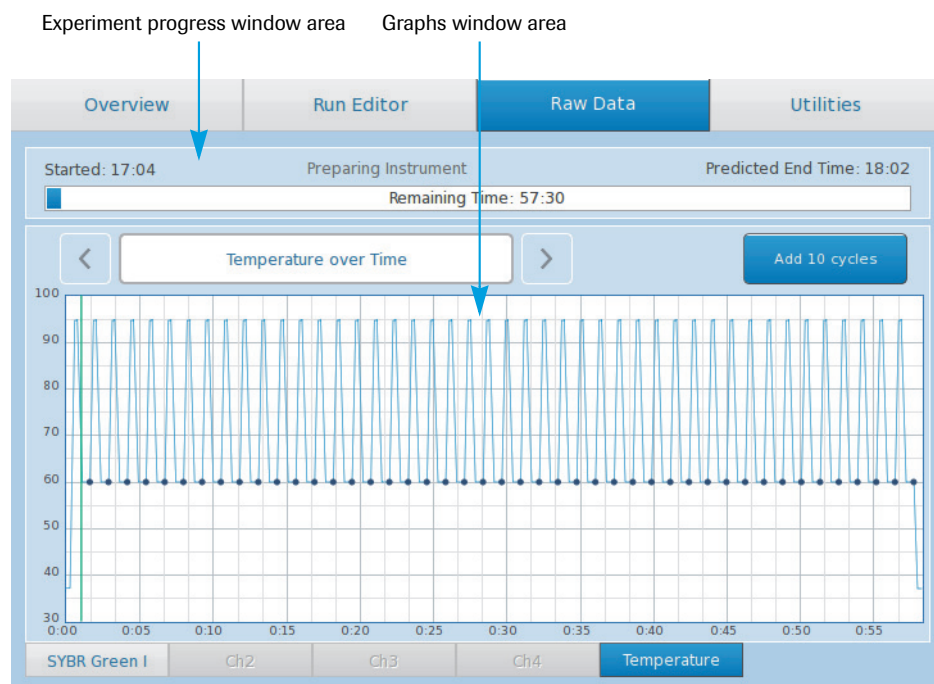 Experiment progress window area Graphs window area
Overview Run Editor Raw Data Utilities
Started: 17:04 Preparing Instrument Predicted End Time: 18:02
Remaining Time: 57:30
< Temperature over Time > Add 10 cycles
100
90
80
70
60
50
40
30
0:00 0:05 0:10 0:15 0:20 0:25 0:30 0:35 0:40 0:45 0:50 0:55
SYBR Green I Ch2 Ch3 Ch4 Temperature